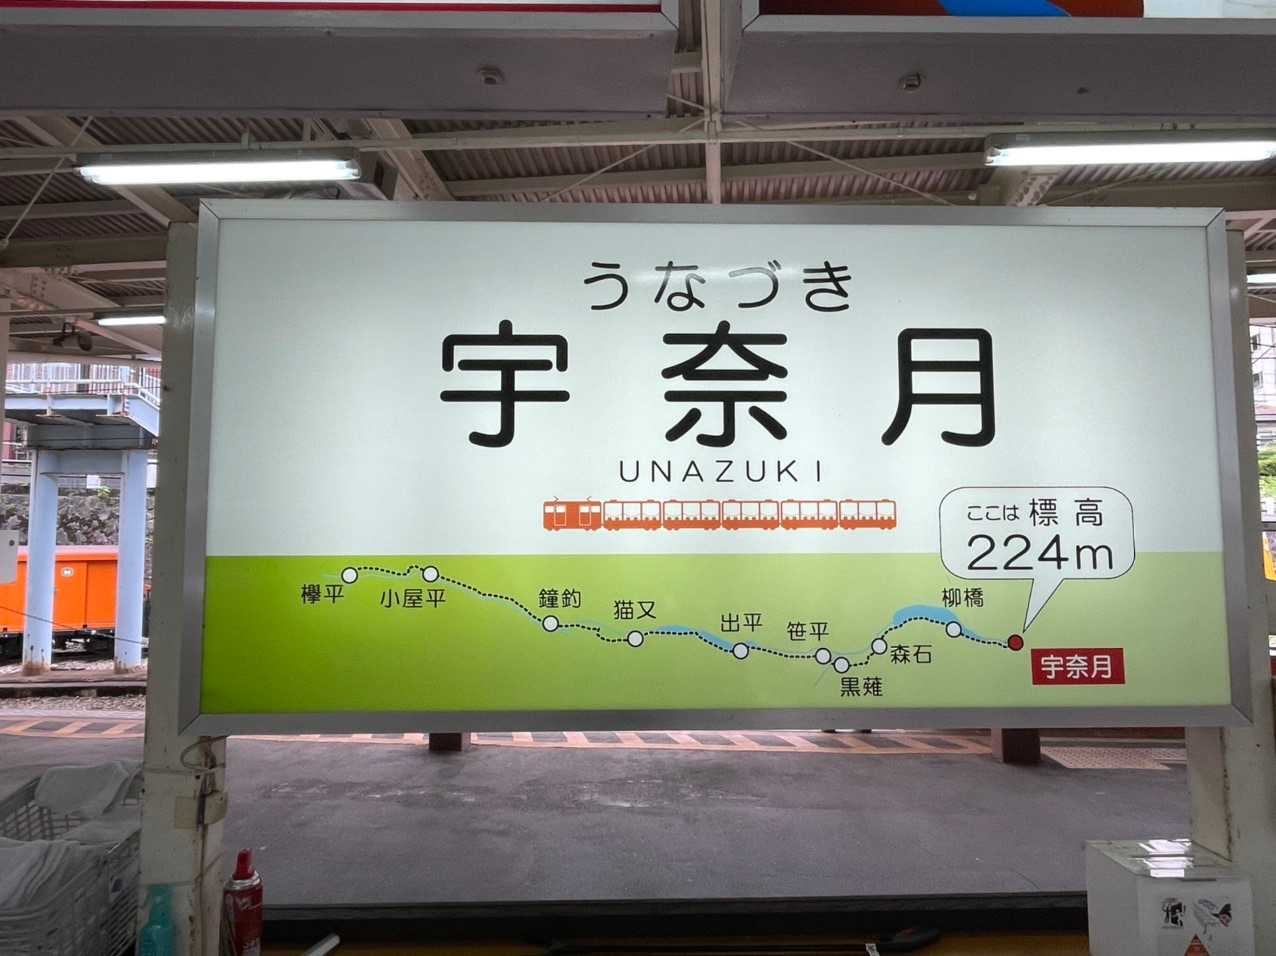 うなづき
宇奈月
UNAZUKI
ここは標高
224m
欅平
小屋平
鐘釣
猫又
出平
笹平
黒薙
森石
柳橋
宇奈月